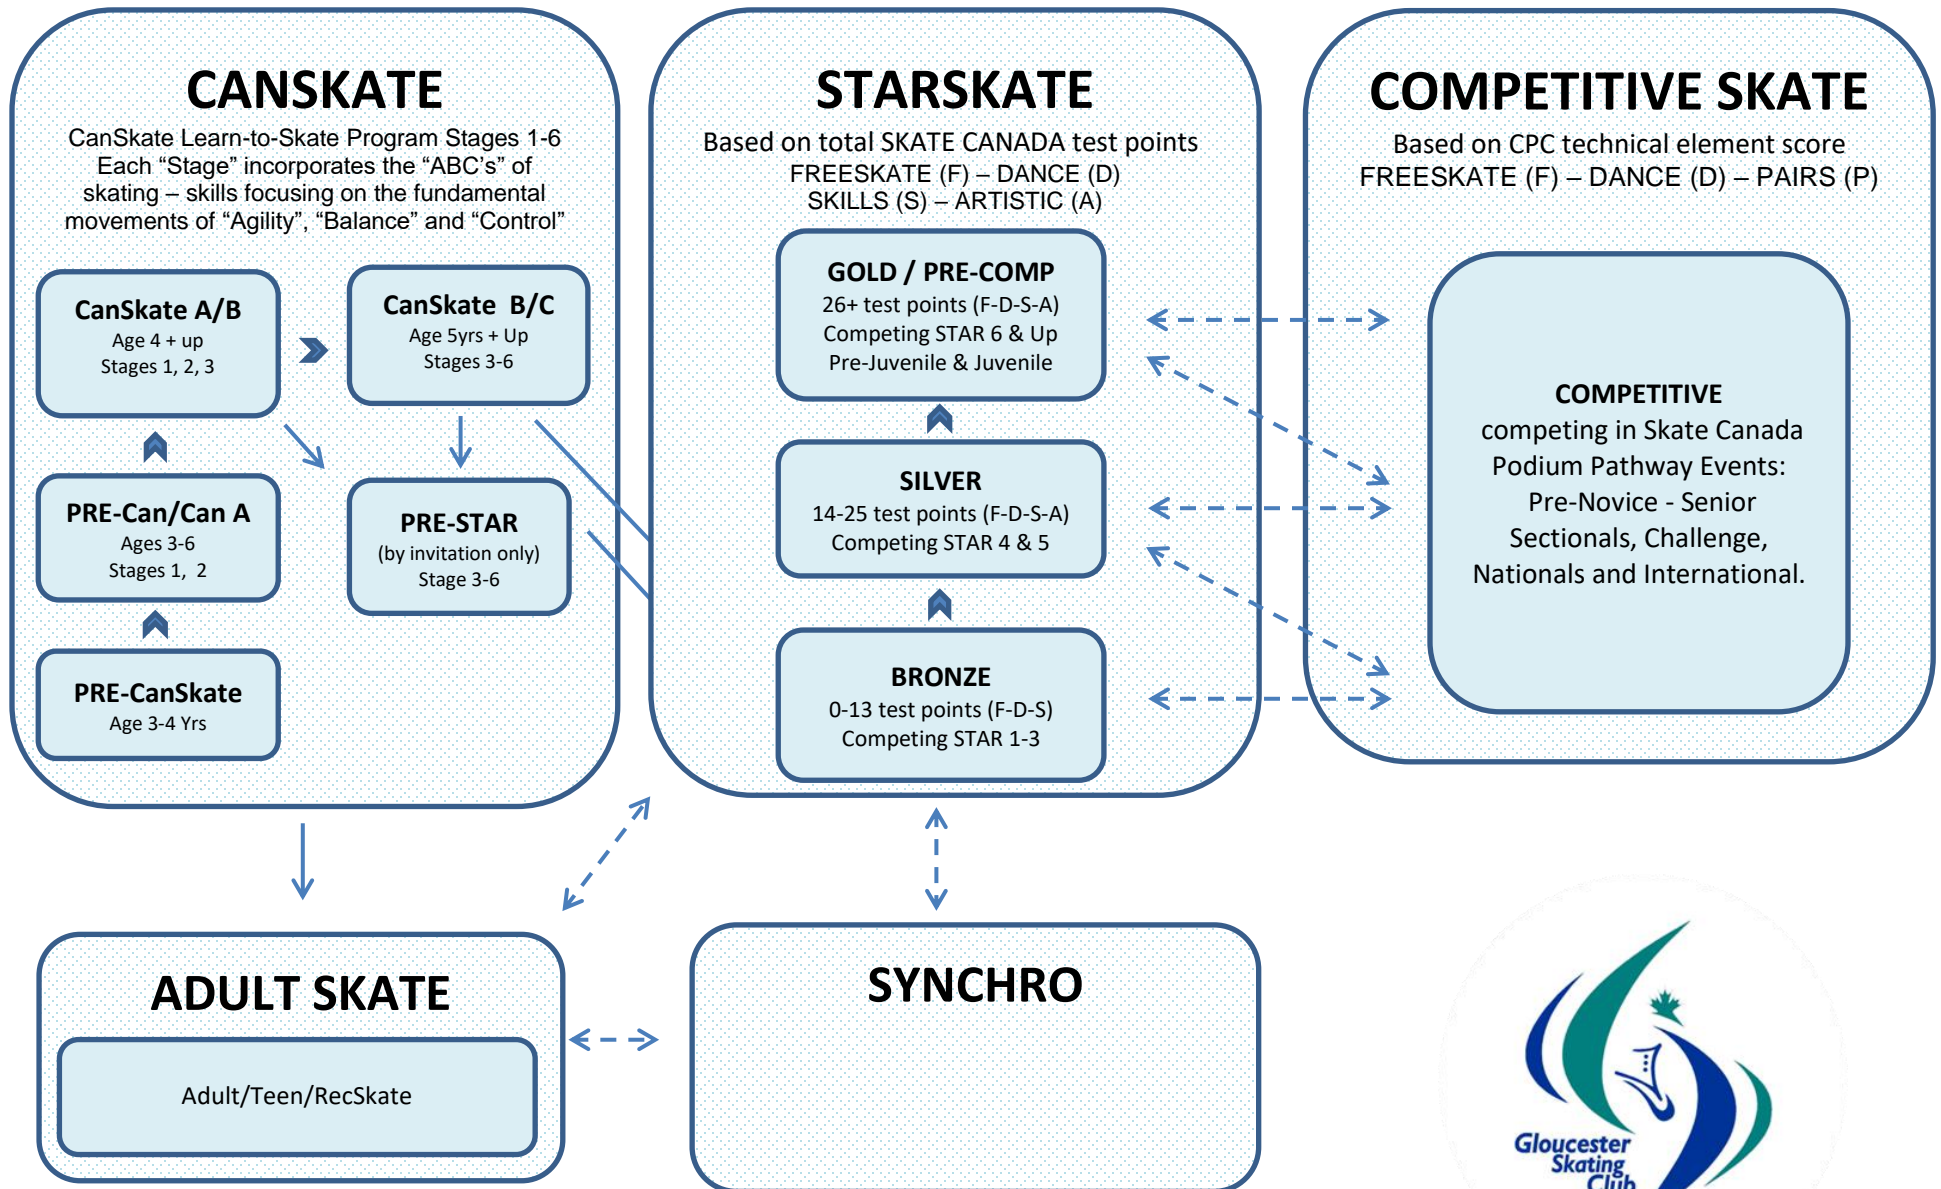 CANSKATE
CanSkate Learn-to-Skate Program Stages 1-6
Each “Stage” incorporates the “ABC’s” of
skating – skills focusing on the fundamental
movements of “Agility”, “Balance” and “Control”
CanSkate A/B
Age 4 + up
Stages 1, 2, 3
CanSkate B/C
Age 5yrs + Up
Stages 3-6
PRE-Can/Can A
Ages 3-6
Stages 1, 2
PRE-STAR
(by invitation only)
Stage 3-6
PRE-CanSkate
Age 3-4 Yrs
STARSKATE
Based on total SKATE CANADA test points
FREESKATE (F) – DANCE (D)
SKILLS (S) – ARTISTIC (A)
GOLD / PRE-COMP
26+ test points (F-D-S-A)
Competing STAR 6 & Up
Pre-Juvenile & Juvenile
SILVER
14-25 test points (F-D-S-A)
Competing STAR 4 & 5
BRONZE
0-13 test points (F-D-S)
Competing STAR 1-3
COMPETITIVE SKATE
Based on CPC technical element score
FREESKATE (F) – DANCE (D) – PAIRS (P)
COMPETITIVE
competing in Skate Canada
Podium Pathway Events:
Pre-Novice - Senior
Sectionals, Challenge,
Nationals and International.
ADULT SKATE
Adult/Teen/RecSkate
SYNCHRO
Gloucester
Skating
Club